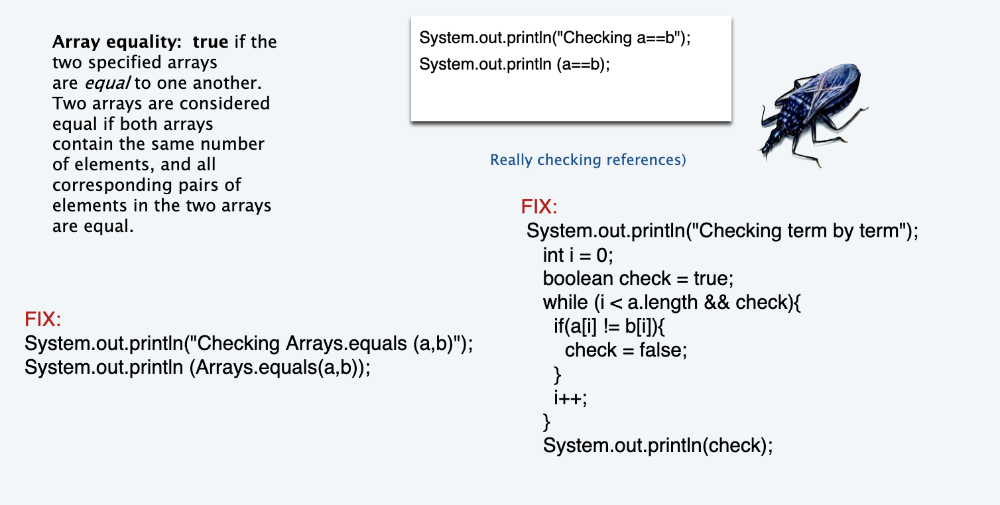 Array equality: true if the
two specified arrays
are equal to one another.
Two arrays are considered
equal if both arrays
contain the same number
of elements, and all
corresponding pairs of
elements in the two arrays
are equal.
System.out.println("Checking a==b");
System.out.println (a==b);
Really checking references)
FIX:
System.out.println("Checking Arrays.equals (a,b)");
System.out.println (Arrays.equals(a,b));
FIX:
System.out.println("Checking term by term");
int i = 0;
boolean check = true;
while (i < a.length && check){
if(a[i] != b[i]){
check = false;
}
i++;
}
System.out.println(check);